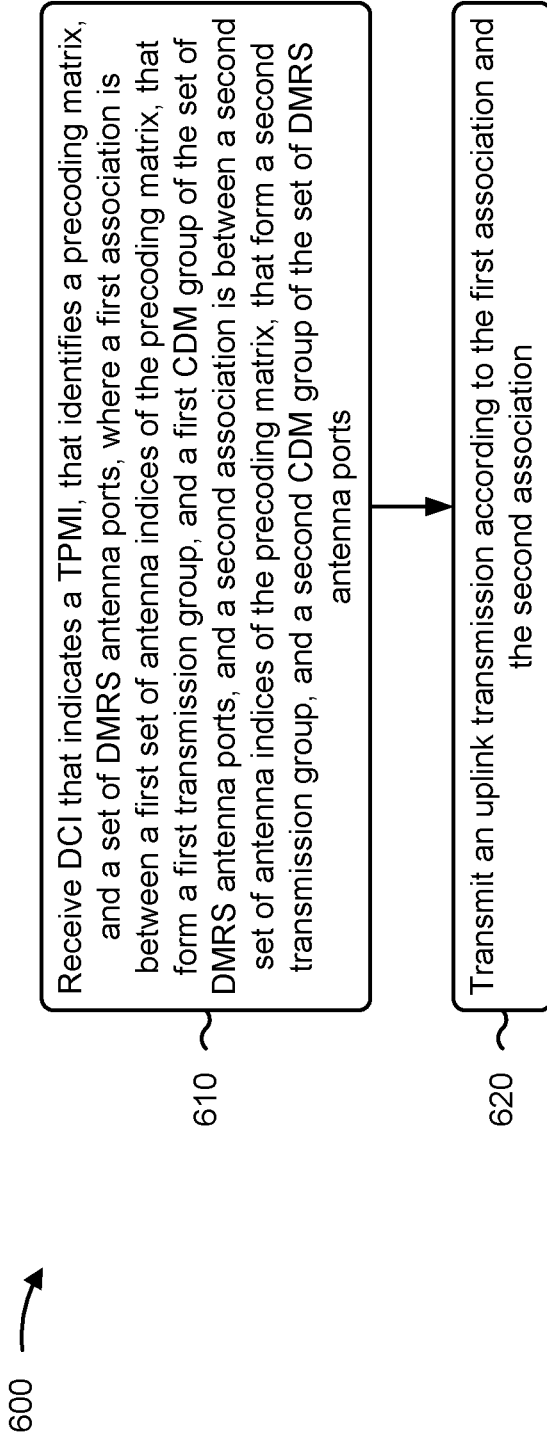 600
610
Receive DCI that indicates a TPMI, that identifies a precoding matrix,
and a set of DMRS antenna ports, where a first association is
between a first set of antenna indices of the precoding matrix, that
form a first transmission group, and a first CDM group of the set of
DMRS antenna ports, and a second association is between a second
set of antenna indices of the precoding matrix, that form a second
transmission group, and a second CDM group of the set of DMRS
antenna ports
620
Transmit an uplink transmission according to the first association and
the second association